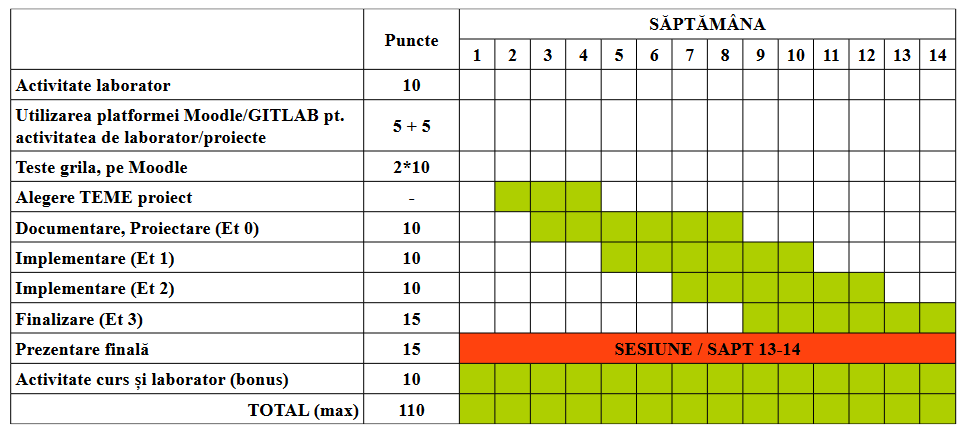 Puncte SĂPTĂMÂNA
1 2 3 4 5 6 7 8 9 10 11 12 13 14
Activitate laborator 10
Utilizarea platformei Moodle/GITLAB pt.
activitatea de laborator/proiecte 5 + 5
Teste grila, pe Moodle 2*10
Alegere TEME proiect -
Documentare, Proiectare (Et 0) 10
Implementare (Et 1) 10
Implementare (Et 2) 10
Finalizare (Et 3) 15
Prezentare finală 15 SESIUNE / SAPT 13-14
Activitate curs și laborator (bonus) 10
TOTAL (max) 110